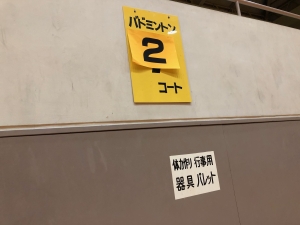 バドミントン
2
コート
体力作り 行事用
器具 パレット